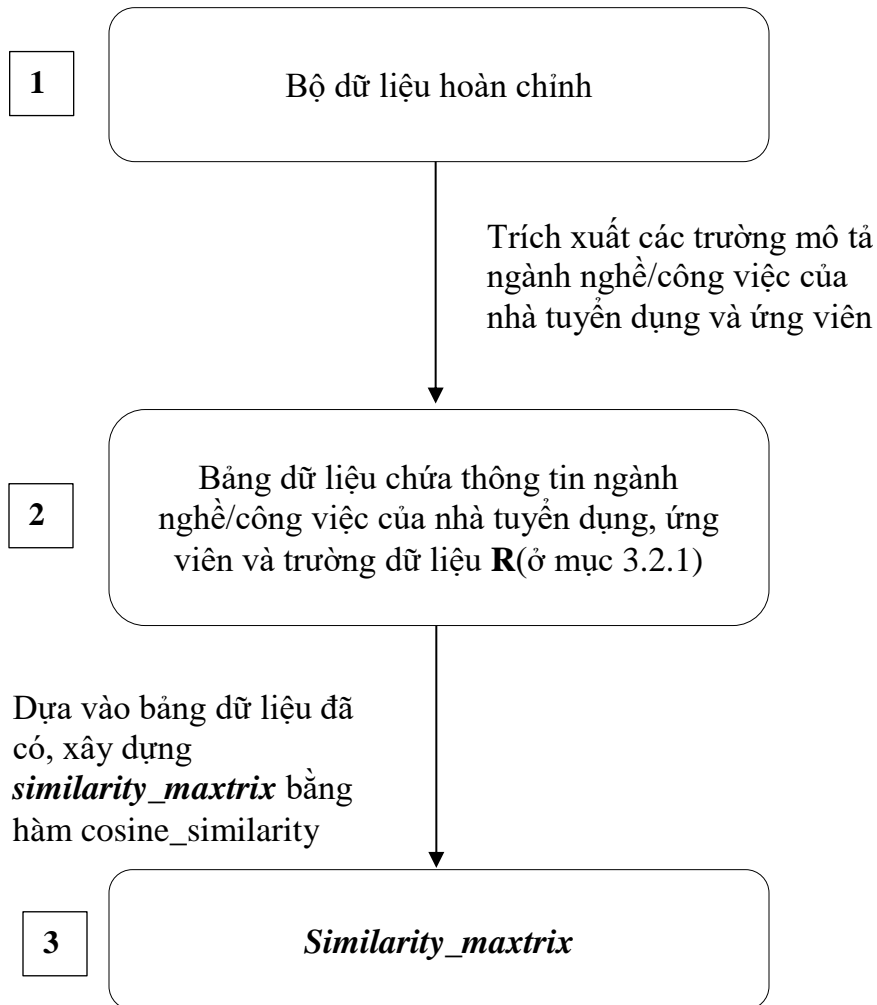 1
Bộ dữ liệu hoàn chỉnh
Trích xuất các trường mô tả
ngành nghề/công việc của
nhà tuyển dụng và ứng viên
2
Bảng dữ liệu chứa thông tin ngành
nghề/công việc của nhà tuyển dụng, ứng
viên và trường dữ liệu R(ở mục 3.2.1)
Dựa vào bảng dữ liệu đã
có, xây dựng
similarity_maxtrix bằng
hàm cosine_similarity
3
Similarity_maxtrix